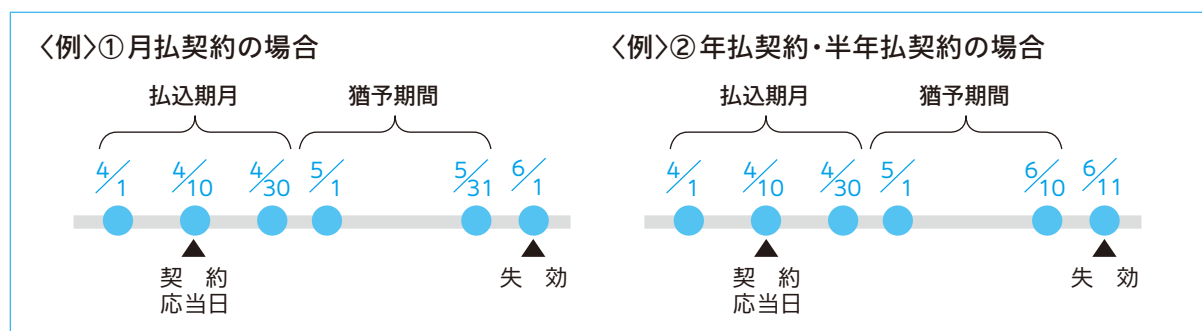 〈例〉①月払契約の場合
払込期月 猶予期間
4/1 4/10 4/30 5/1 5/31 6/1
契 約 失 効
応当日
〈例〉②年払契約・半年払契約の場合
払込期月 猶予期間
4/1 4/10 4/30 5/1 6/10 6/11
契 約 失 効
応当日